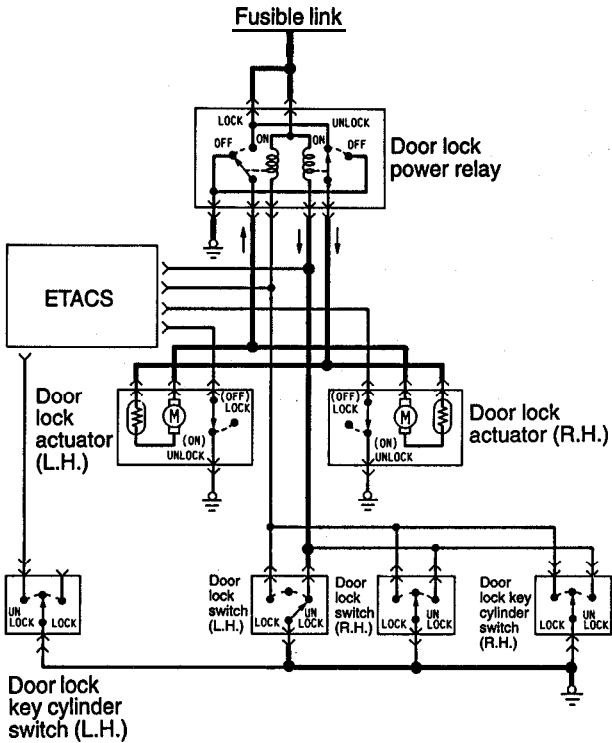 Fusible link
LOCK
UNLOCK
OFF
ON
ON
OFF
Door lock
power relay
ETACS
Door
lock
actuator
(L.H.)
(OFF)
LOCK
M
(ON)
UNLOCK
(OFF)
LOCK
M
(ON)
UNLOCK
Door lock
actuator (R.H.)
UN
LOCK
LOCK
Door lock
key cylinder
switch (L.H.)
Door
lock
switch
(L.H.)
LOCK
UN
LOCK
Door
lock
switch
(R.H.)
LOCK
UN
LOCK
Door
lock key
cylinder
switch
(R.H.)
LOCK
UN
LOCK